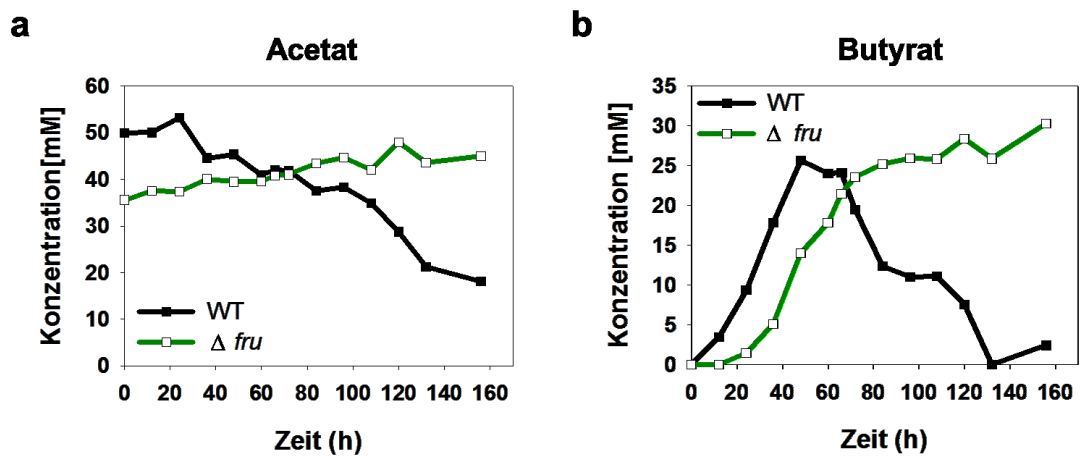 a
Acetat
Konzentration[mM]
60
50
40
30
20
10
0
WT
Δ fru
0 20 40 60 80 100 120 140 160
Zeit (h)
b
Butyrat
Konzentration [mM]
35
30
25
20
15
10
5
0
WT
Δ fru
0 20 40 60 80 100 120 140 160
Zeit (h)